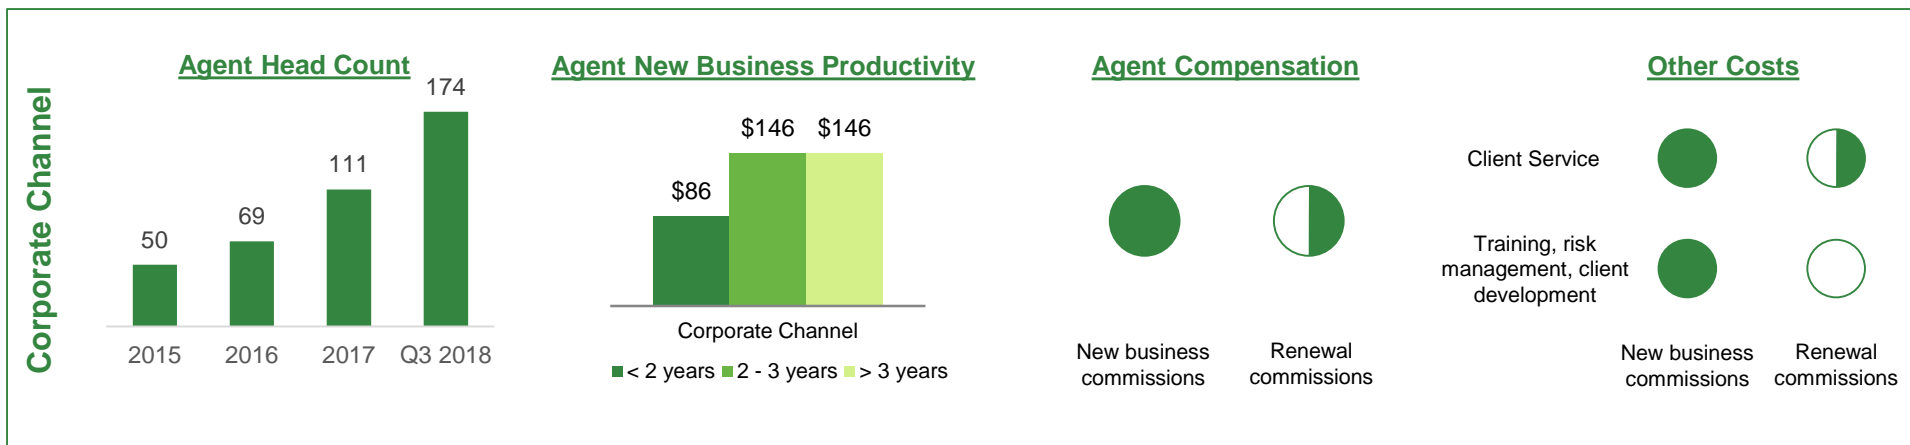 Corporate Channel
Agent Head Count
174
111
69
50
2015 2016 2017 Q3 2018
Agent New Business Productivity
$146 $146
$86
Corporate Channel
< 2 years 2 - 3 years > 3 years
Agent Compensation
New business
commissions
Renewal
commissions
Other Costs
Client Service
Training, risk
management, client
development
New business
commissions
Renewal
commissions